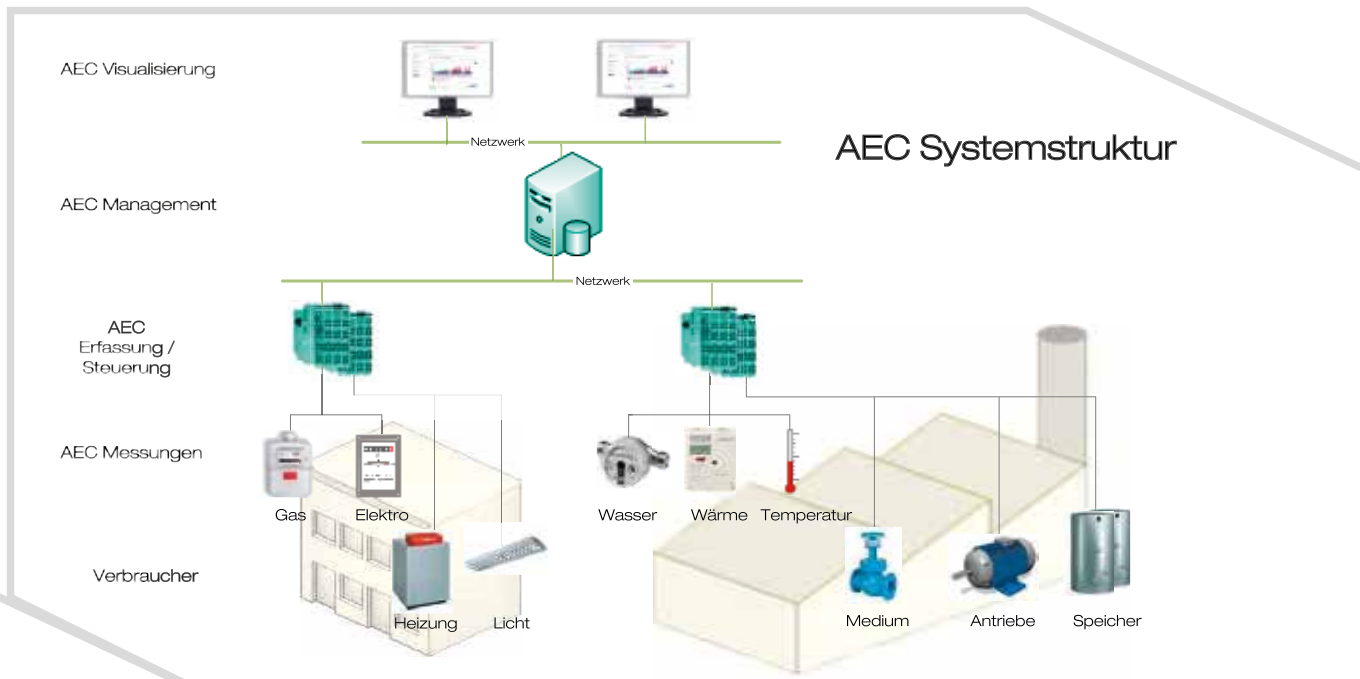 AEC Visualisierung
Netzwerk
AEC Systemstruktur
AEC Management
Netzwerk
AEC
Erfassung /
Steuerung
AEC Messungen
Gas
Elektro
Wasser
Wärme
Temperatur
Verbraucher
Heizung
Licht
Medium
Antriebe
Speicher